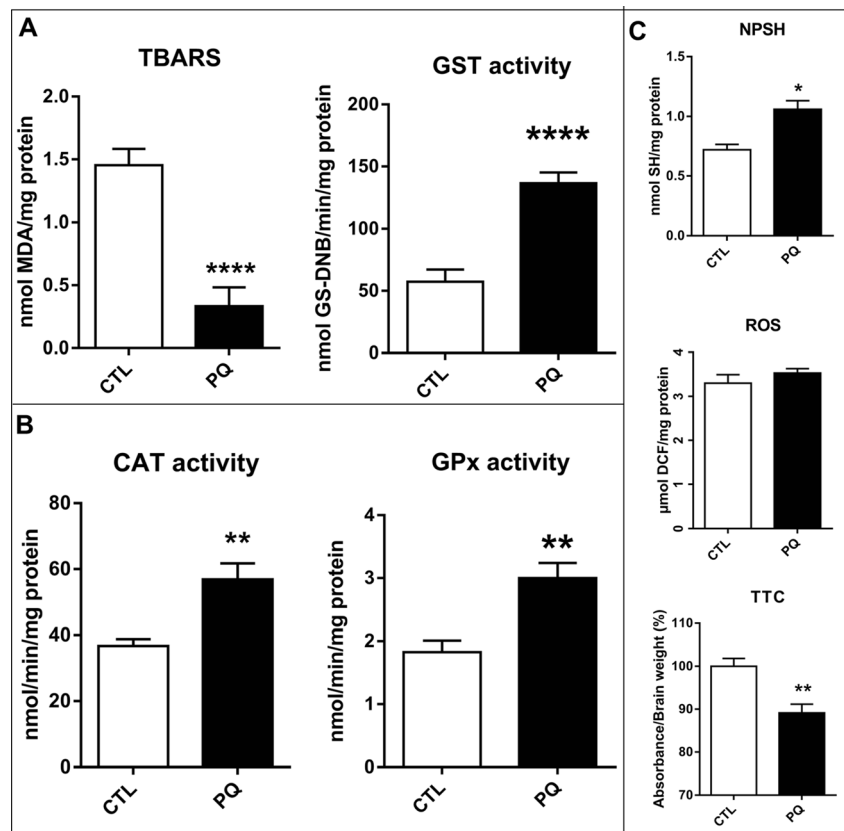 A
TBARS
nmol MDA/mg protein
2.0
1.5
1.0
0.5
0.0
****
CTL
PQ
GST activity
nmol GS-DNB/min/mg protein
200
150
100
50
0
****
CTL
PQ
B
CAT activity
nmol/min/mg protein
80
60
40
20
0
**
CTL
PQ
GPx activity
nmol/min/mg protein
4
3
2
1
0
**
CTL
PQ
C
NPSH
nmol SH/mg protein
1.5
1.0
0.5
0.0
*
CTL
PQ
ROS
µmol DCF/mg protein
4
3
2
1
0
CTL
PQ
TTC
Absorbance/Brain weight (%)
110
100
90
80
70
**
CTL
PQ